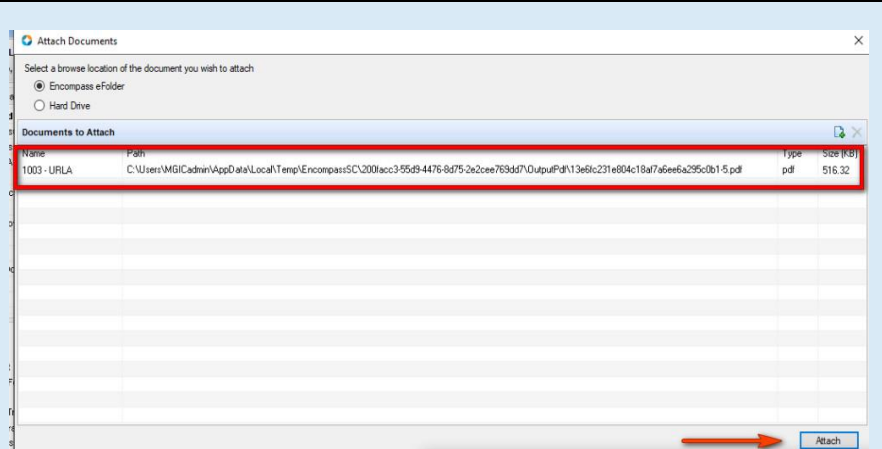 Attach Documents
Select a browse location of the document you wish to attach
Encompass eFolder
Hard Drive
Documents to Attach
Name Path Type Size (KB)
1003 - URLA C:\Users\MGICadmin\AppData\Local\Temp\EncompassSC\200facc3-55d9-4476-8d75-2e2cee769dd7\OutputPdf\13e6fc231e804c18af7a6ee6a295c0b1-5.pdf pdf 516.32
Attach